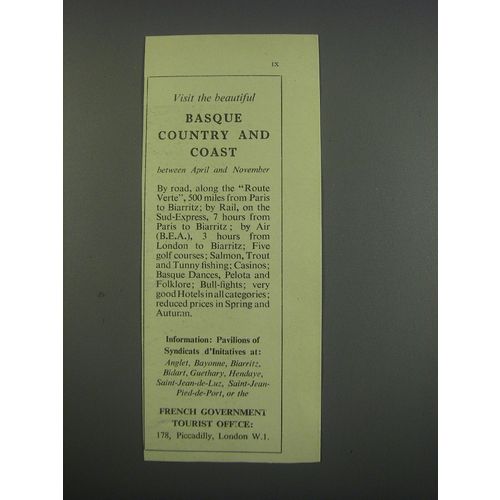 IX
Visit the beautiful
BASQUE
COUNTRY AND
COAST
between April and November
By road, along the "Route
Verte", 500 miles from Paris
to Biarritz; by Rail, on the
Sud-Express, 7 hours from
Paris to Biarritz; by Air
(B.E.A.), 3 hours from
London to Biarritz; Five
golf courses; Salmon, Trout
and Tunny fishing; Casinos;
Basque Dances, Pelota and
Folklore; Bull-fights; very
good Hotels in all categories;
reduced prices in Spring and
Autumn.
Information: Pavilions of
Syndicats d'Initatives at:
Anglet, Bayonne, Biarritz,
Bidart, Guethary, Hendaye,
Saint-Jean-de-Luz, Saint-Jean-
Pied-de-Port, or the
FRENCH GOVERNMENT
TOURIST OFFICE:
178, Piccadilly, London W.1.